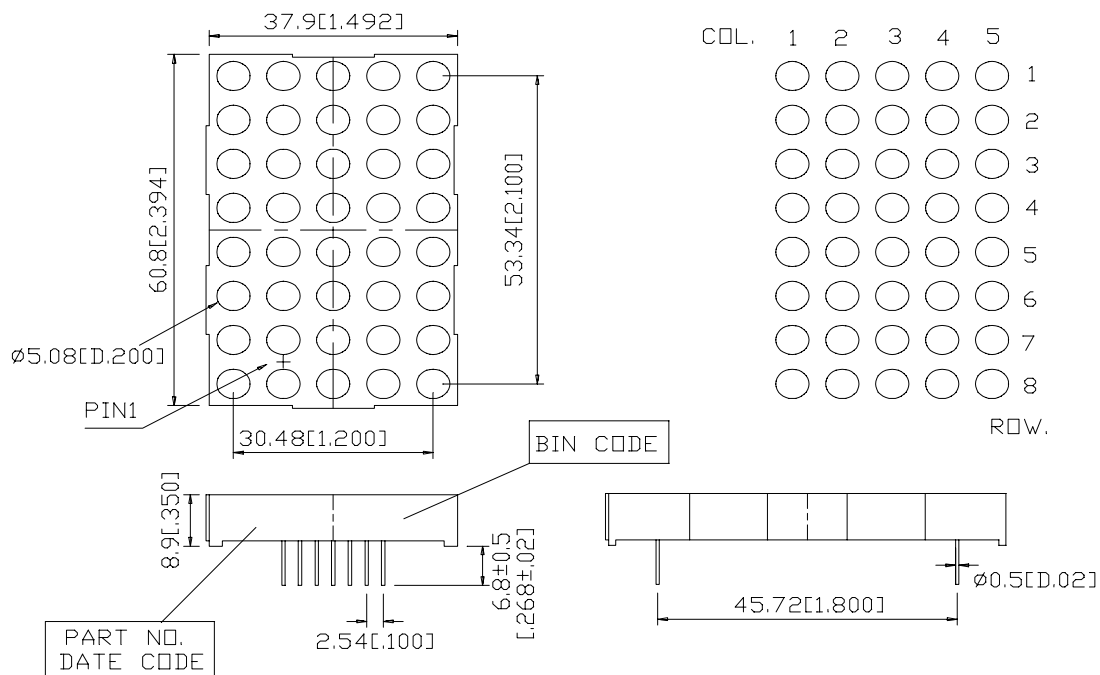 37.9[1.492]
COL. 1 2 3 4 5
1
2
3
4
5
6
7
8
ROW.
60.8[2.394]
53.34[2.100]
Ø5.08[D.200]
PIN1
30.48[1.200]
BIN CODE
8.9[.350]
6.8±0.5
[.268±.02]
2.54[.100]
Ø0.5[D.02]
45.72[1.800]
PART NO.
DATE CODE